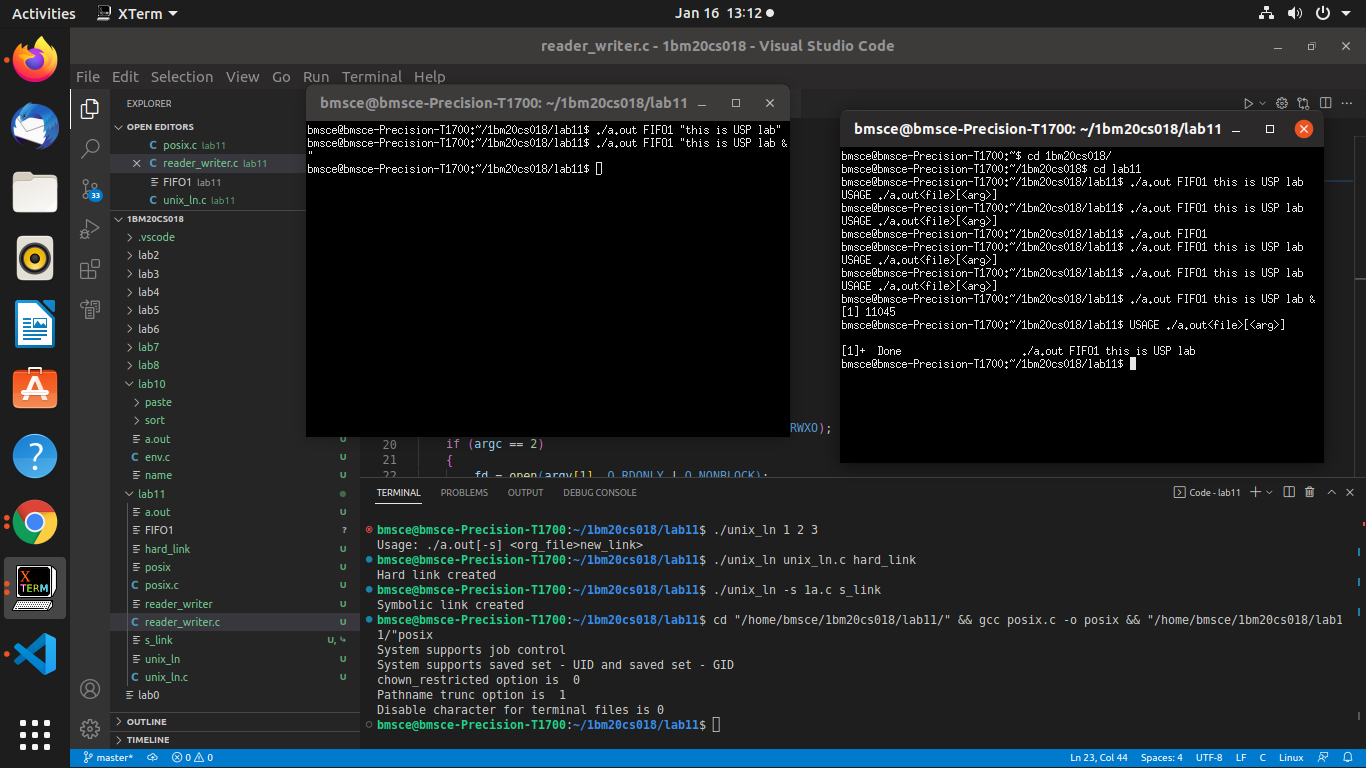 Activities XTerm Jan 16 13:12
reader_writer.c - 1bm20cs018 - Visual Studio Code
File Edit Selection View Go Run Terminal Help
EXPLORER
OPEN EDITORS
C posix.c lab11
C reader_writer.c lab11
FIFO1 lab11
C unix_ln.c lab11
33
1BM20CS018
.vscode
lab2
lab3
lab4
lab5
lab6
lab7
lab8
lab10
paste
sort
a.out U
C env.c U
name U
lab11
a.out U
FIFO1 ?
hard_link U
posix U
C posix.c U
reader_writer U
C reader_writer.c U
s_link U,
unix_ln U
C unix_ln.c U
lab0
OUTLINE
TIMELINE
bmsce@bmsce-Precision-T1700: ~/1bm20cs018/lab11
bmsce@bmsce-Precision-T1700:~/1bm20cs018/lab11$ ./a.out FIFO1 "this is USP lab"
bmsce@bmsce-Precision-T1700:~/1bm20cs018/lab11$ ./a.out FIFO1 "this is USP lab &
"
bmsce@bmsce-Precision-T1700:~/1bm20cs018/lab11$
bmsce@bmsce-Precision-T1700: ~/1bm20cs018/lab11
bmsce@bmsce-Precision-T1700:~$ cd 1bm20cs018/
bmsce@bmsce-Precision-T1700:~/1bm20cs018$ cd lab11
bmsce@bmsce-Precision-T1700:~/1bm20cs018/lab11$ ./a.out FIFO1 this is USP lab
USAGE ./a.out<file>[<arg>]
bmsce@bmsce-Precision-T1700:~/1bm20cs018/lab11$ ./a.out FIFO1 this is USP lab
USAGE ./a.out<file>[<arg>]
bmsce@bmsce-Precision-T1700:~/1bm20cs018/lab11$ ./a.out FIFO1
bmsce@bmsce-Precision-T1700:~/1bm20cs018/lab11$ ./a.out FIFO1 this is USP lab
USAGE ./a.out<file>[<arg>]
bmsce@bmsce-Precision-T1700:~/1bm20cs018/lab11$ ./a.out FIFO1 this is USP lab
USAGE ./a.out<file>[<arg>]
bmsce@bmsce-Precision-T1700:~/1bm20cs018/lab11$ ./a.out FIFO1 this is USP lab &
[1] 11045
bmsce@bmsce-Precision-T1700:~/1bm20cs018/lab11$ USAGE ./a.out<file>[<arg>]
[1]+ Done ./a.out FIFO1 this is USP lab
bmsce@bmsce-Precision-T1700:~/1bm20cs018/lab11$
RWXO);
20 if (argc == 2)
21 {
22 fd = open(argv[1], O_RDONLY | O_NONBLOCK);
TERMINAL PROBLEMS OUTPUT DEBUG CONSOLE Code - lab11
bmsce@bmsce-Precision-T1700:~/1bm20cs018/lab11$ ./unix_ln 1 2 3
Usage: ./a.out[-s] <org_file>new_link>
bmsce@bmsce-Precision-T1700:~/1bm20cs018/lab11$ ./unix_ln unix_ln.c hard_link
Hard link created
bmsce@bmsce-Precision-T1700:~/1bm20cs018/lab11$ ./unix_ln -s 1a.c s_link
Symbolic link created
bmsce@bmsce-Precision-T1700:~/1bm20cs018/lab11$ cd "/home/bmsce/1bm20cs018/lab11/" && gcc posix.c -o posix && "/home/bmsce/1bm20cs018/lab1
1/"posix
System supports job control
System supports saved set - UID and saved set - GID
chown_restricted option is 0
Pathname trunc option is 1
Disable character for terminal files is 0
bmsce@bmsce-Precision-T1700:~/1bm20cs018/lab11$
X
TERM
master* 0 0 Ln 23, Col 44 Spaces: 4 UTF-8 LF C Linux